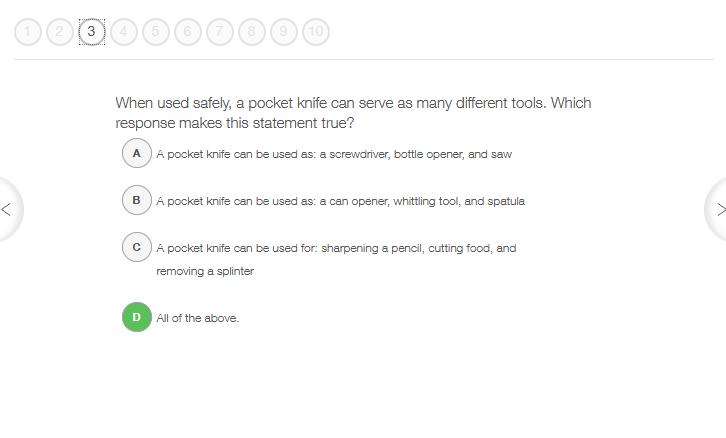 1 2 3 4 5 6 7 8 9 10
When used safely, a pocket knife can serve as many different tools. Which
response makes this statement true?
A A pocket knife can be used as: a screwdriver, bottle opener, and saw
B A pocket knife can be used as: a can opener, whittling tool, and spatula
C A pocket knife can be used for: sharpening a pencil, cutting food, and
removing a splinter
D All of the above.